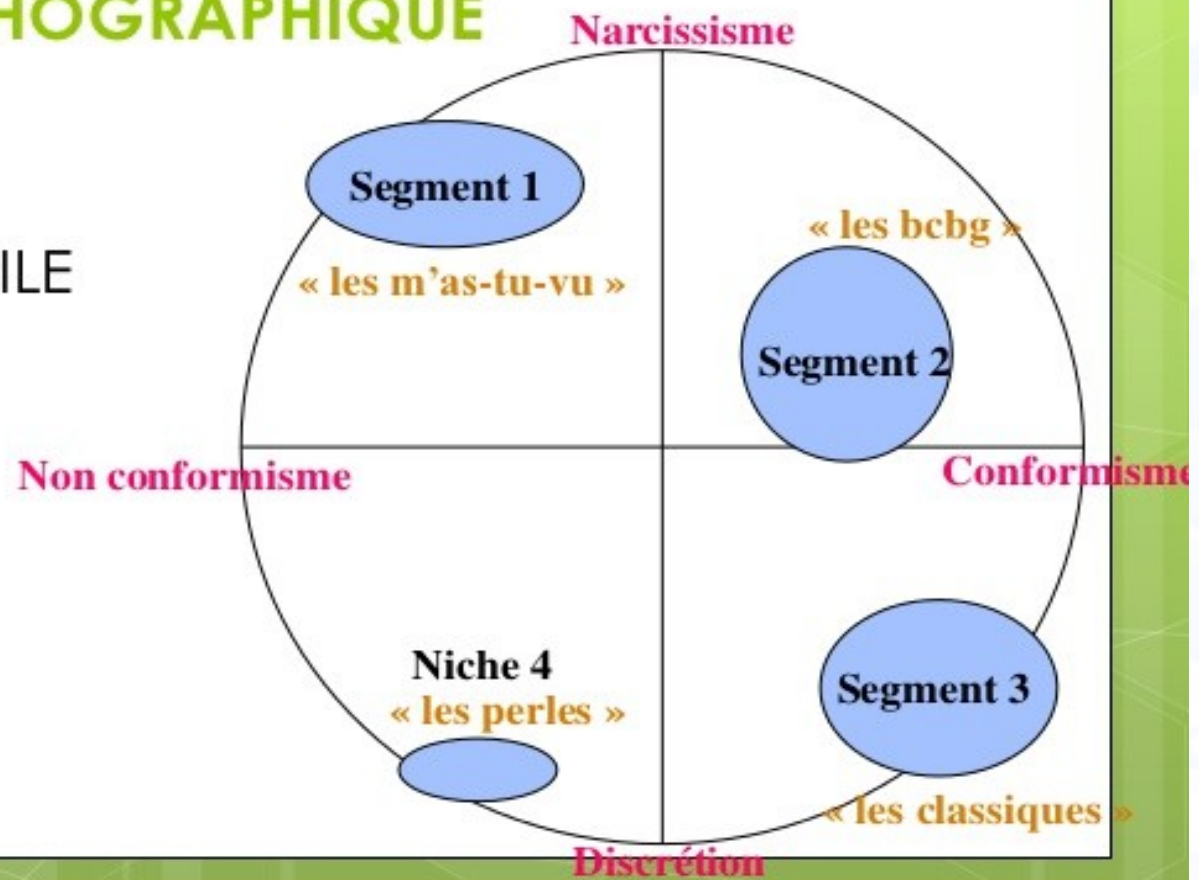 HOGRAPHIQUE
Narcissisme
Segment 1
« les bcbg »
ILE
« les m'as-tu-vu »
Segment 2
Non conformisme
Conformisme
Niche 4
« les perles »
Segment 3
« les classiques »
Discrétion